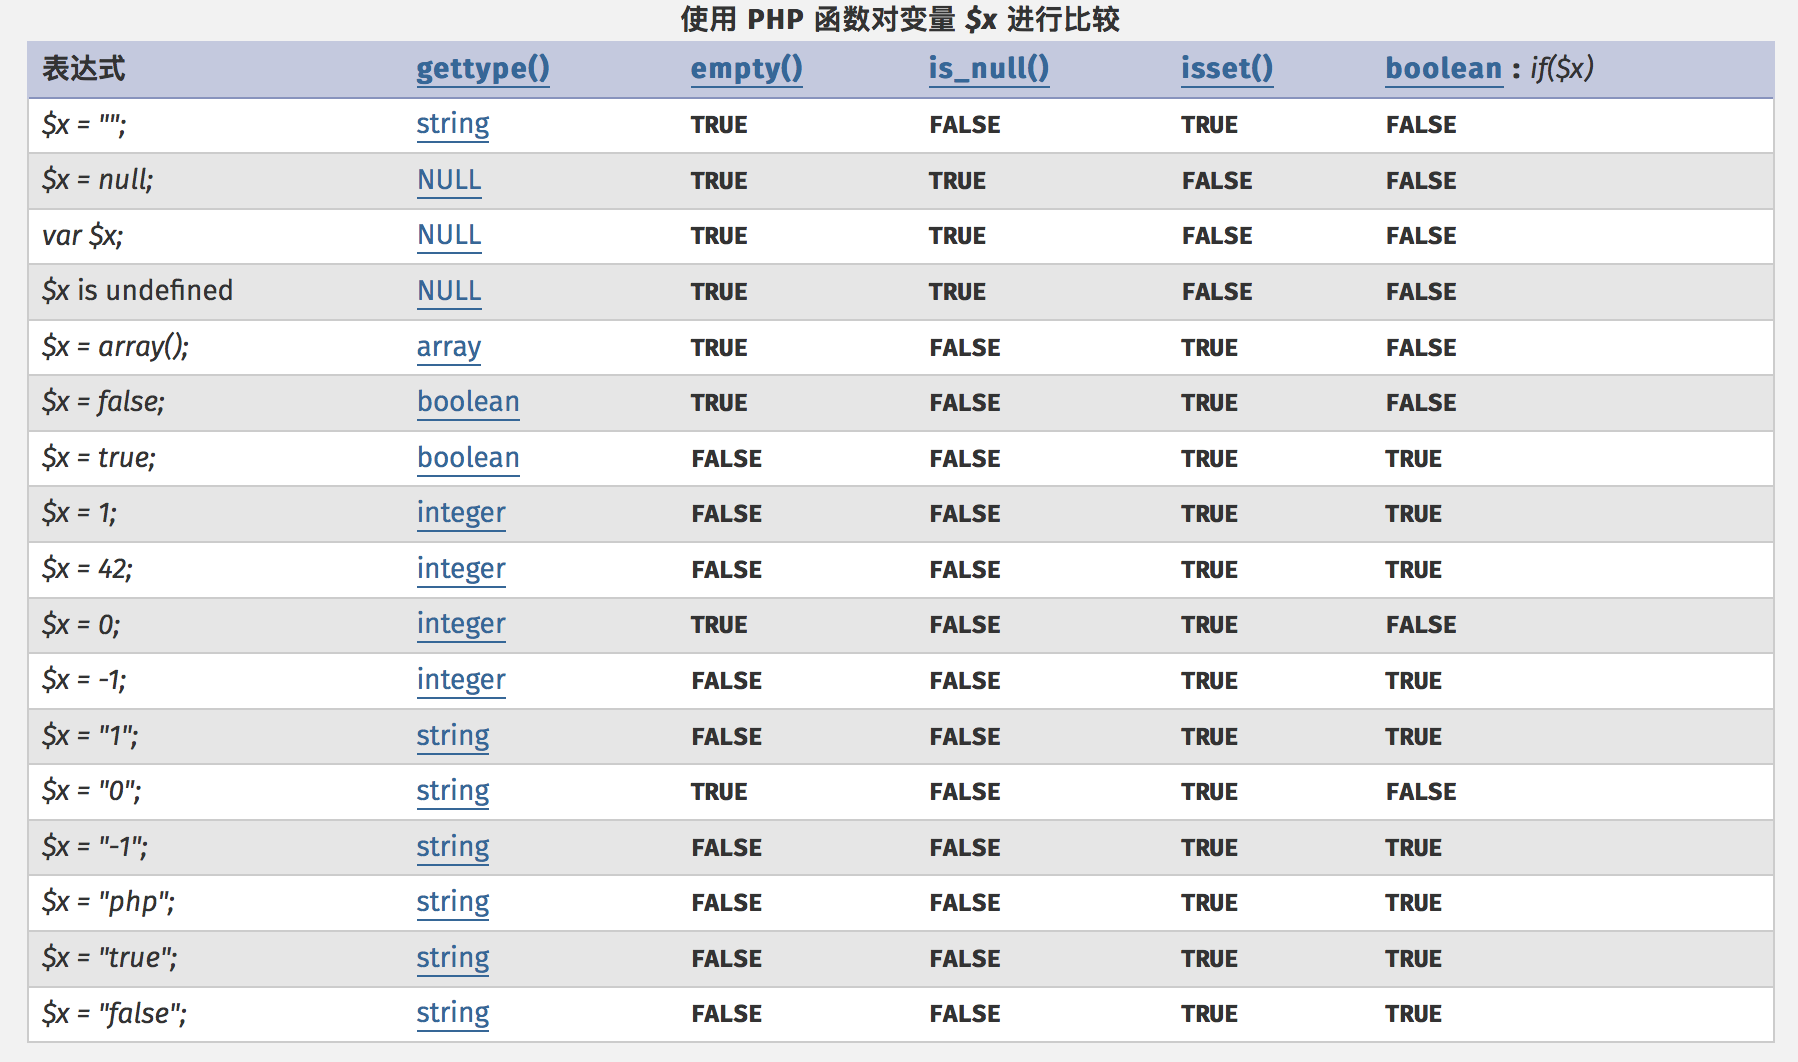 使用 PHP 函数对变量 $x 进行比较
表达式 gettype() empty() is_null() isset() boolean : if($x)
$x = ""; string TRUE FALSE TRUE FALSE
$x = null; NULL TRUE TRUE FALSE FALSE
var $x; NULL TRUE TRUE FALSE FALSE
$x is undefined NULL TRUE TRUE FALSE FALSE
$x = array(); array TRUE FALSE TRUE FALSE
$x = false; boolean TRUE FALSE TRUE FALSE
$x = true; boolean FALSE FALSE TRUE TRUE
$x = 1; integer FALSE FALSE TRUE TRUE
$x = 42; integer FALSE FALSE TRUE TRUE
$x = 0; integer TRUE FALSE TRUE FALSE
$x = -1; integer FALSE FALSE TRUE TRUE
$x = "1"; string FALSE FALSE TRUE TRUE
$x = "0"; string TRUE FALSE TRUE FALSE
$x = "-1"; string FALSE FALSE TRUE TRUE
$x = "php"; string FALSE FALSE TRUE TRUE
$x = "true"; string FALSE FALSE TRUE TRUE
$x = "false"; string FALSE FALSE TRUE TRUE